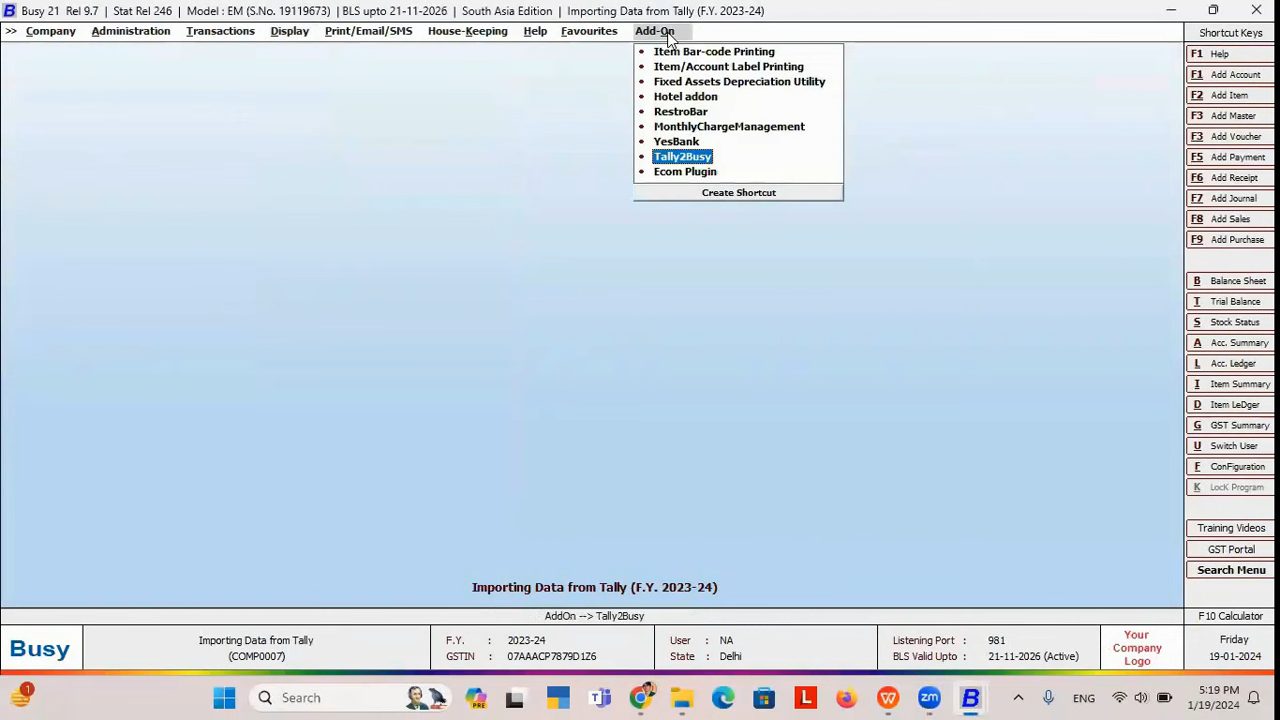 Busy 21 Rel 9.7 | Stat Rel 246 | Model : EM (S.No. 19119673) | BLS upto 21-11-2026 | South Asia Edition | Importing Data from Tally (F.Y. 2023-24)
>> Company Administration Transactions Display Print/Email/SMS House-Keeping Help Favourites Add-On
Item Bar-code Printing
Item/Account Label Printing
Fixed Assets Depreciation Utility
Hotel addon
RestroBar
MonthlyChargeManagement
YesBank
Tally2Busy
Ecom Plugin
Create Shortcut
Shortcut Keys
F1 Help
F1 Add Account
F2 Add Item
F3 Add Master
F3 Add Voucher
F5 Add Payment
F6 Add Receipt
F7 Add Journal
F8 Add Sales
F9 Add Purchase
B Balance Sheet
T Trial Balance
S Stock Status
A Acc. Summary
L Acc. Ledger
I Item Summary
D Item LeDger
G GST Summary
U Switch User
F ConFiguration
K LocK Program
Training Videos
GST Portal
Search Menu
Importing Data from Tally (F.Y. 2023-24)
AddOn --> Tally2Busy
F10 Calculator
Busy
Importing Data from Tally
(COMP0007)
F.Y. : 2023-24
GSTIN : 07AAACP7879D1Z6
User : NA
State : Delhi
Listening Port : 981
BLS Valid Upto : 21-11-2026 (Active)
Your
Company
Logo
Friday
19-01-2024
1
Search
PRE
L
zm
B
ENG
5:19 PM
1/19/2024